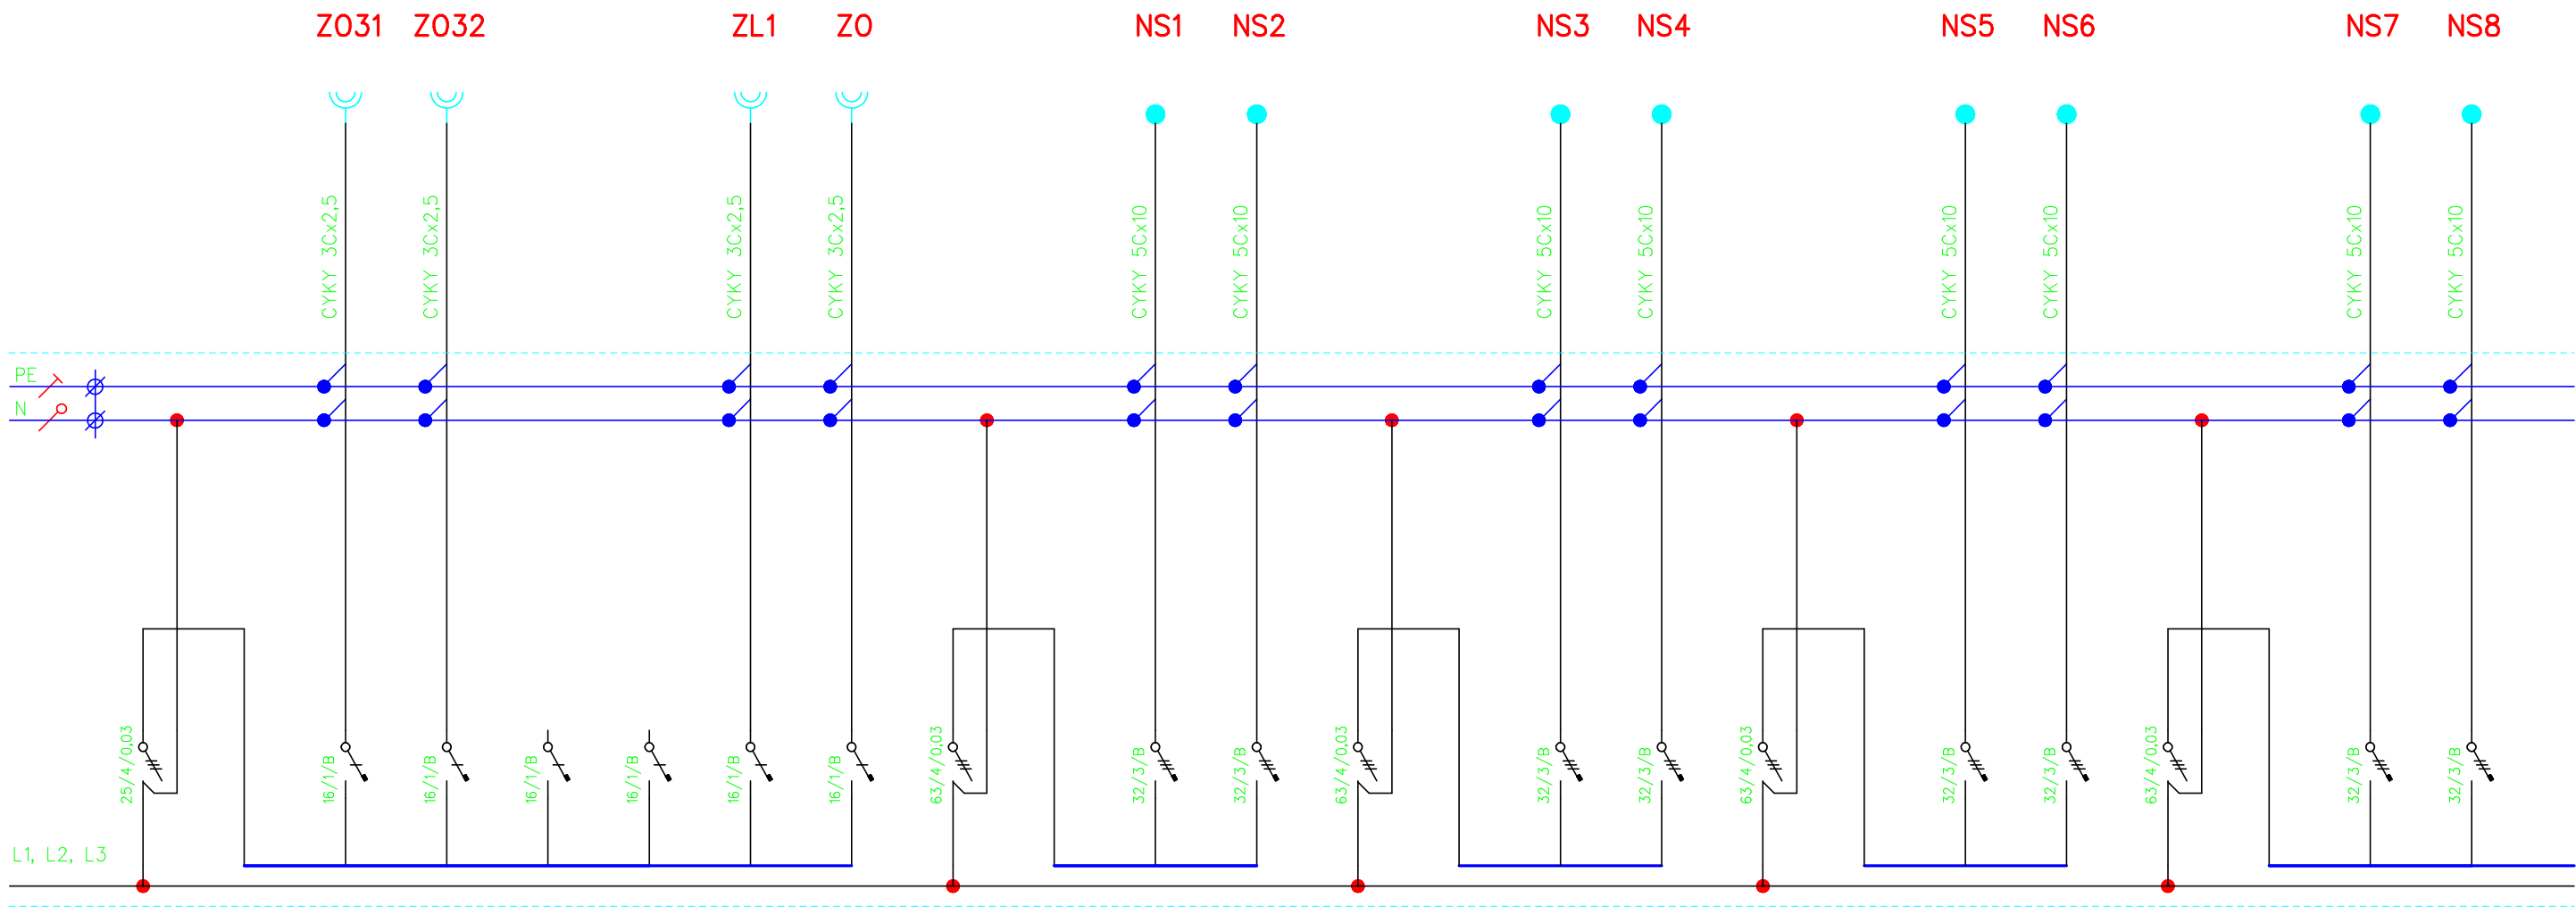 ZO31 ZO32 ZL1 ZO NS1 NS2 NS3 NS4 NS5 NS6 NS7 NS8
CYKY 3Cx2,5
CYKY 3Cx2,5
CYKY 3Cx2,5
CYKY 3Cx2,5
CYKY 5Cx10
CYKY 5Cx10
CYKY 5Cx10
CYKY 5Cx10
CYKY 5Cx10
CYKY 5Cx10
CYKY 5Cx10
CYKY 5Cx10
PE
N
25/4/0,03
16/1/B
16/1/B
16/1/B
16/1/B
16/1/B
16/1/B
63/4/0,03
32/3/B
32/3/B
63/4/0,03
32/3/B
32/3/B
63/4/0,03
32/3/B
32/3/B
63/4/0,03
32/3/B
32/3/B
L1, L2, L3